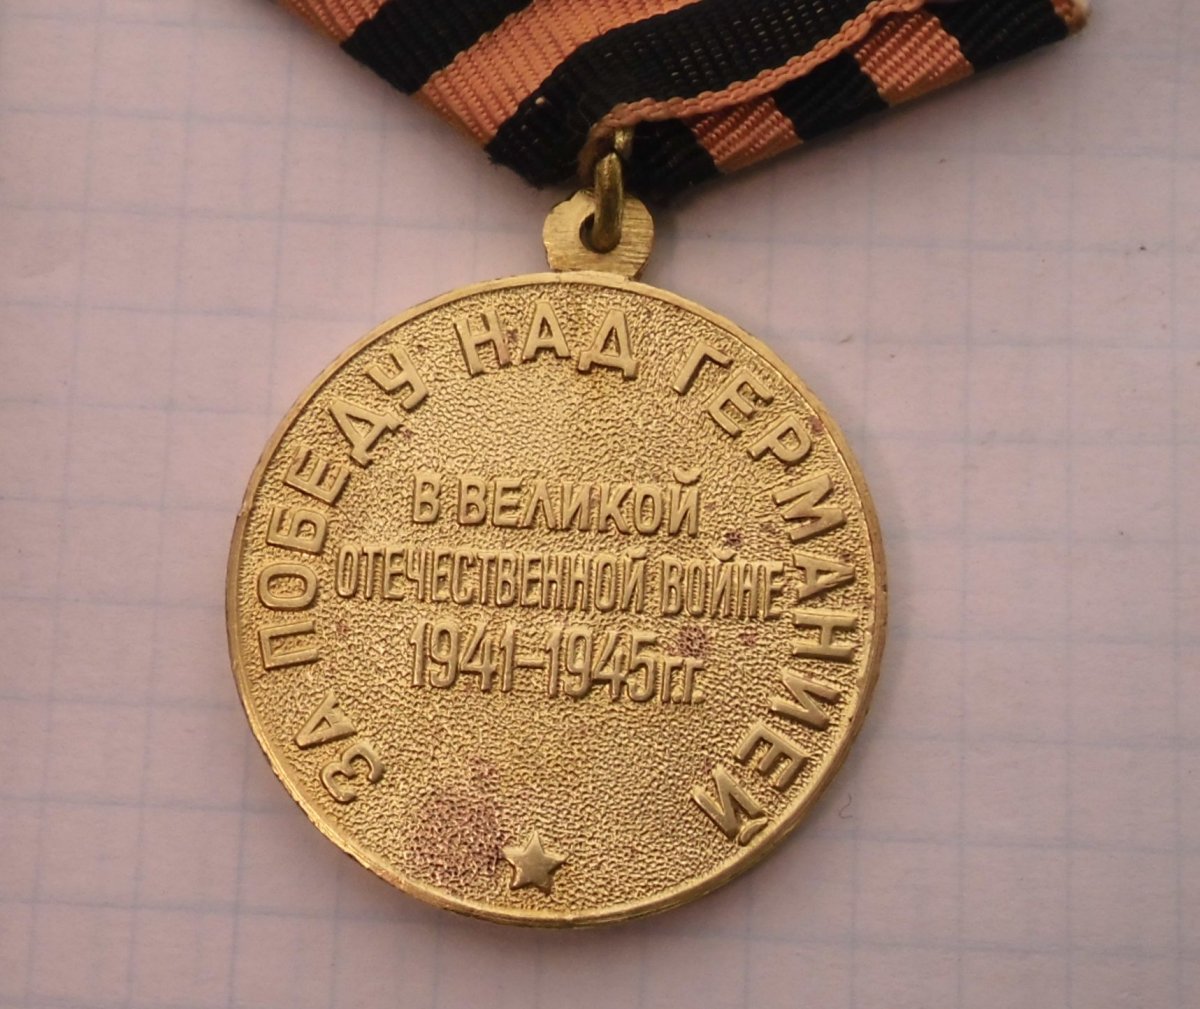 ЗА ПОБЕДУ НАД ГЕРМАНИЕЙ
В ВЕЛИКОЙ
ОТЕЧЕСТВЕННОЙ ВОЙНЕ
1941-1945гг.